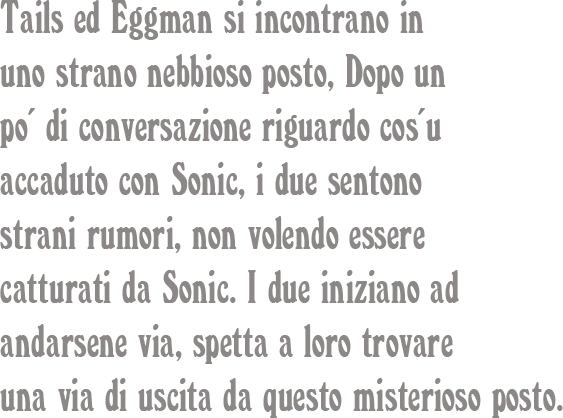 Tails ed Eggman si incontrano in
uno strano nebbioso posto, Dopo un
po´ di conversazione riguardo cos´u
accaduto con Sonic, i due sentono
strani rumori, non volendo essere
catturati da Sonic. I due iniziano ad
andarsene via, spetta a loro trovare
una via di uscita da questo misterioso posto.